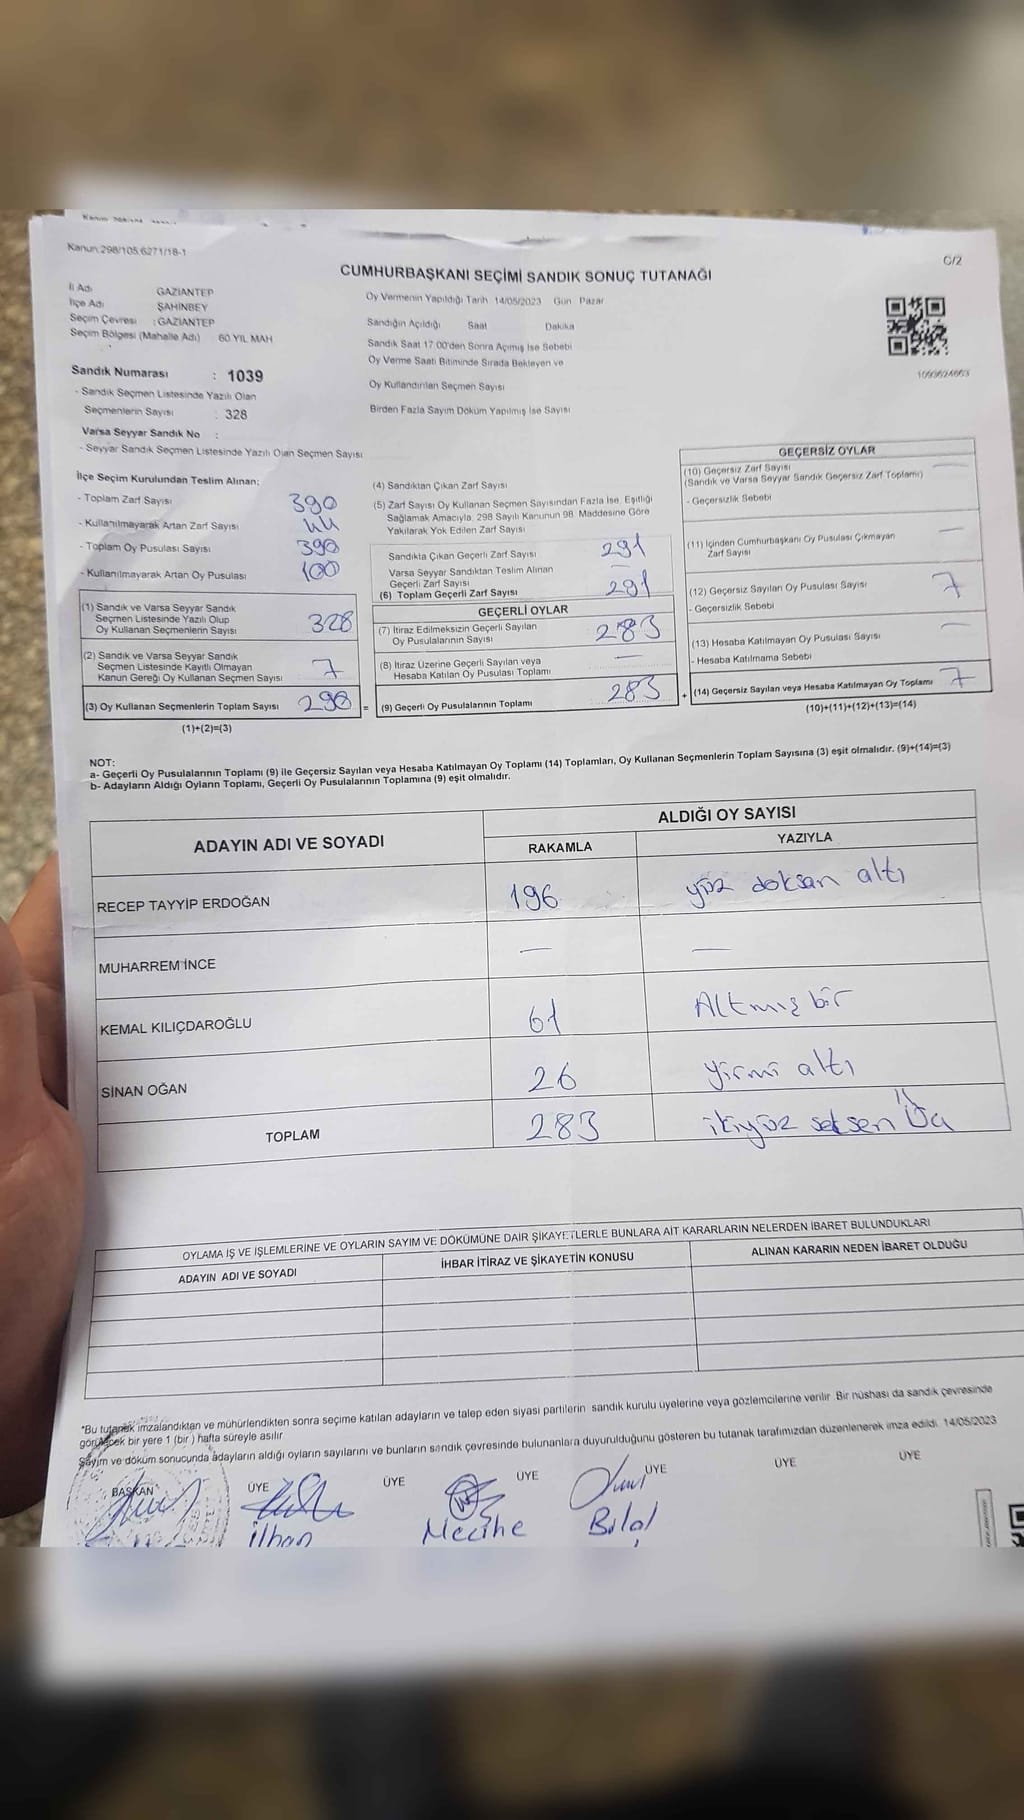 Kanun:298/105,6271/18-1
C/2
CUMHURBAŞKANI SEÇİMİ SANDIK SONUÇ TUTANAĞI
İl Adı GAZİANTEP
İlçe Adı ŞAHİNBEY
Seçim Çevresi : GAZİANTEP
Seçim Bölgesi (Mahalle Adı) 60 YIL MAH
Sandık Numarası : 1039
- Sandık Seçmen Listesinde Yazılı Olan
Seçmenlerin Sayısı : 328
Varsa Seyyar Sandık No :
- Seyyar Sandık Seçmen Listesinde Yazılı Olan Seçmen Sayısı
Oy Vermenin Yapıldığı Tarih 14/05/2023 Gün Pazar
Sandığın Açıldığı Saat Dakika
Sandık Saat 17.00'den Sonra Açılmış İse Sebebi
Oy Verme Saati Bitiminde Sırada Bekleyen ve
Oy Kullandırılan Seçmen Sayısı
Birden Fazla Sayım Döküm Yapılmış İse Sayısı
1093624663
İlçe Seçim Kurulundan Teslim Alınan:
- Toplam Zarf Sayısı 390
- Kullanılmayarak Artan Zarf Sayısı 44
- Toplam Oy Pusulası Sayısı 390
- Kullanılmayarak Artan Oy Pusulası 100
(1) Sandık ve Varsa Seyyar Sandık
Seçmen Listesinde Yazılı Olup
Oy Kullanan Seçmenlerin Sayısı 328
(2) Sandık ve Varsa Seyyar Sandık
Seçmen Listesinde Kayıtlı Olmayan
Kanun Gereği Oy Kullanan Seçmen Sayısı 7
(3) Oy Kullanan Seçmenlerin Toplam Sayısı 290 =
(1)+(2)=(3)
(4) Sandıktan Çıkan Zarf Sayısı
(5) Zarf Sayısı Oy Kullanan Seçmen Sayısından Fazla İse, Eşitliği
Sağlamak Amacıyla; 298 Sayılı Kanunun 98. Maddesine Göre
Yakılarak Yok Edilen Zarf Sayısı
Sandıkta Çıkan Geçerli Zarf Sayısı 291
Varsa Seyyar Sandıktan Teslim Alınan
Geçerli Zarf Sayısı —
(6) Toplam Geçerli Zarf Sayısı 291
GEÇERLİ OYLAR
(7) İtiraz Edilmeksizin Geçerli Sayılan
Oy Pusulalarının Sayısı 283
(8) İtiraz Üzerine Geçerli Sayılan veya
Hesaba Katılan Oy Pusulası Toplamı —
(9) Geçerli Oy Pusulalarının Toplamı 283 +
GEÇERSİZ OYLAR
(10) Geçersiz Zarf Sayısı —
(Sandık ve Varsa Seyyar Sandık Geçersiz Zarf Toplamı)
- Geçersizlik Sebebi
(11) İçinden Cumhurbaşkanı Oy Pusulası Çıkmayan
Zarf Sayısı —
(12) Geçersiz Sayılan Oy Pusulası Sayısı 7
- Geçersizlik Sebebi
(13) Hesaba Katılmayan Oy Pusulası Sayısı —
- Hesaba Katılmama Sebebi
(14) Geçersiz Sayılan veya Hesaba Katılmayan Oy Toplamı 7
(10)+(11)+(12)+(13)=(14)
NOT:
a- Geçerli Oy Pusulalarının Toplamı (9) ile Geçersiz Sayılan veya Hesaba Katılmayan Oy Toplamı (14) Toplamları, Oy Kullanan Seçmenlerin Toplam Sayısına (3) eşit olmalıdır. (9)+(14)=(3)
b- Adayların Aldığı Oyların Toplamı, Geçerli Oy Pusulalarının Toplamına (9) eşit olmalıdır.
ADAYIN ADI VE SOYADI ALDIĞI OY SAYISI
RAKAMLA YAZIYLA
RECEP TAYYİP ERDOĞAN 196 yüz doksan altı
MUHARREM İNCE — —
KEMAL KILIÇDAROĞLU 61 Altmış bir
SİNAN OĞAN 26 yirmi altı
TOPLAM 283 ikiyüz seksen
OYLAMA İŞ VE İŞLEMLERİNE VE OYLARIN SAYIM VE DÖKÜMÜNE DAİR ŞİKAYETLERLE BUNLARA AİT KARARLARIN NELERDEN İBARET BULUNDUKLARI
ADAYIN ADI VE SOYADI İHBAR İTİRAZ VE ŞİKAYETİN KONUSU ALINAN KARARIN NEDEN İBARET OLDUĞU
*Bu tutanak imzalandıktan ve mühürlendikten sonra seçime katılan adayların ve talep eden siyasi partilerin sandık kurulu üyelerine veya gözlemcilerine verilir. Bir nüshası da sandık çevresinde
görülecek bir yere 1 (bir) hafta süreyle asılır
Sayım ve döküm sonucunda adayların aldığı oyların sayılarını ve bunların sandık çevresinde bulunanlara duyurulduğunu gösteren bu tutanak tarafımızdan düzenlenerek imza edildi. 14/05/2023
BAŞKAN ÜYE ÜYE ÜYE ÜYE ÜYE ÜYE
İlhan Mecihe Bilal